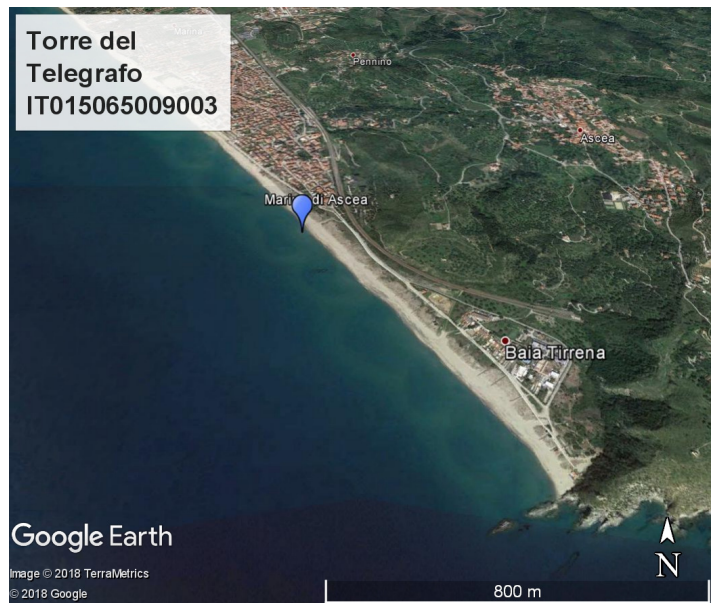 Torre del
Telegrafo
IT015065009003
Marina
Pennino
Ascea
Marina di Ascea
Baia Tirrena
Google Earth
Image © 2018 TerraMetrics
© 2018 Google
N
800 m